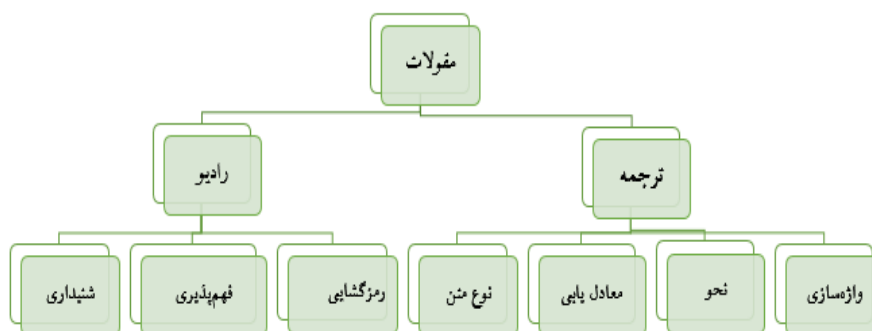 مقولات
ترجمه
رادیو
واژه‌سازی
نحو
معادل یابی
نوع متن
رمزگشایی
فهم‌پذیری
شنیداری